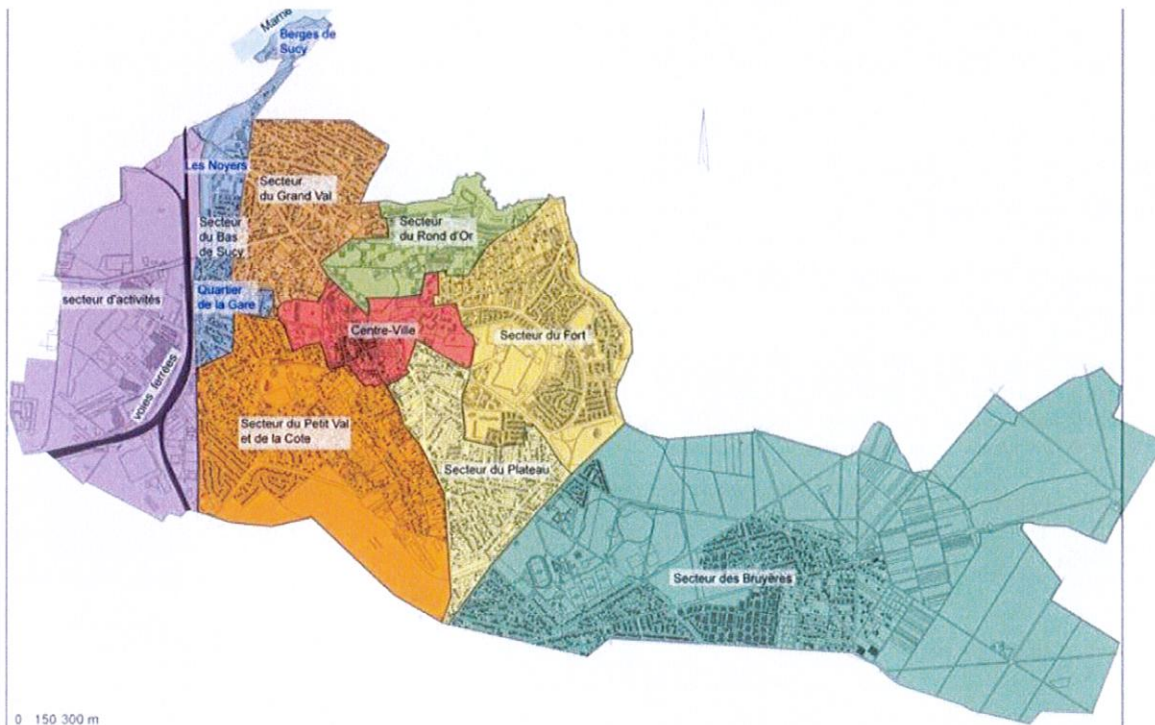 Marne
Berges de
Sucy
Les Noyers
Secteur
du Grand Val
Secteur
du Rond d'Or
Secteur
du Bas
de Sucy
Quartier
de la Gare
secteur d'activités
Centre-Ville
Secteur du Fort
voies ferrées
Secteur du Petit Val
et de la Cote
Secteur du Plateau
Secteur des Bruyères
0 150 300 m